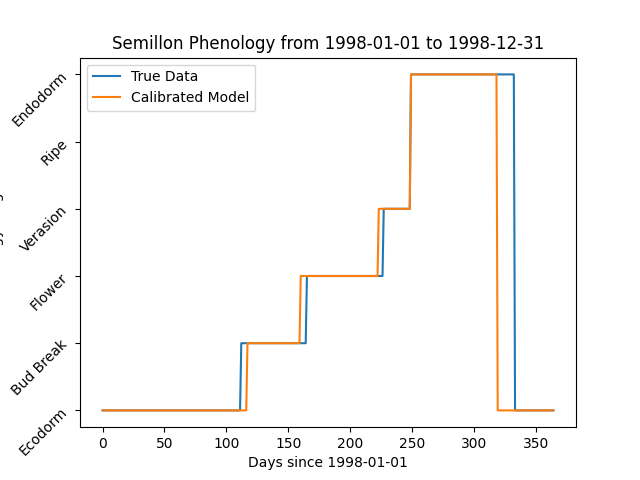 Semillon Phenology from 1998-01-01 to 1998-12-31
True Data
Calibrated Model
Endodorm
Ripe
Verasion
Flower
Bud Break
Ecodorm
0 50 100 150 200 250 300 350
Days since 1998-01-01